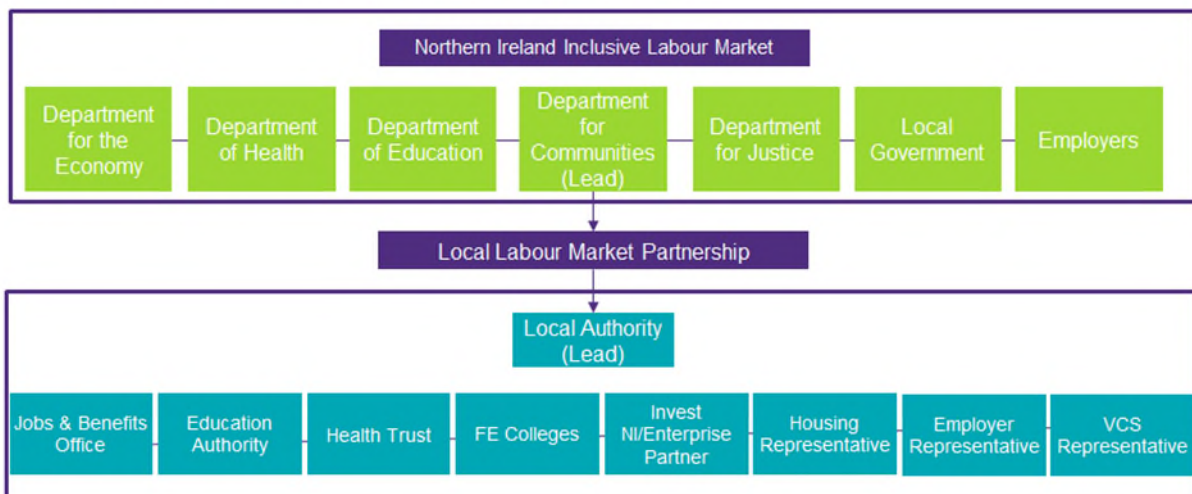 Northern Ireland Inclusive Labour Market
Department
for the
Economy
Department
of Health
Department
of Education
Department
for
Communities
(Lead)
Department
for Justice
Local
Government
Employers
Local Labour Market Partnership
Local Authority
(Lead)
Jobs & Benefits
Office
Education
Authority
Health Trust
FE Colleges
Invest
NI/Enterprise
Partner
Housing
Representative
Employer
Representative
VCS
Representative